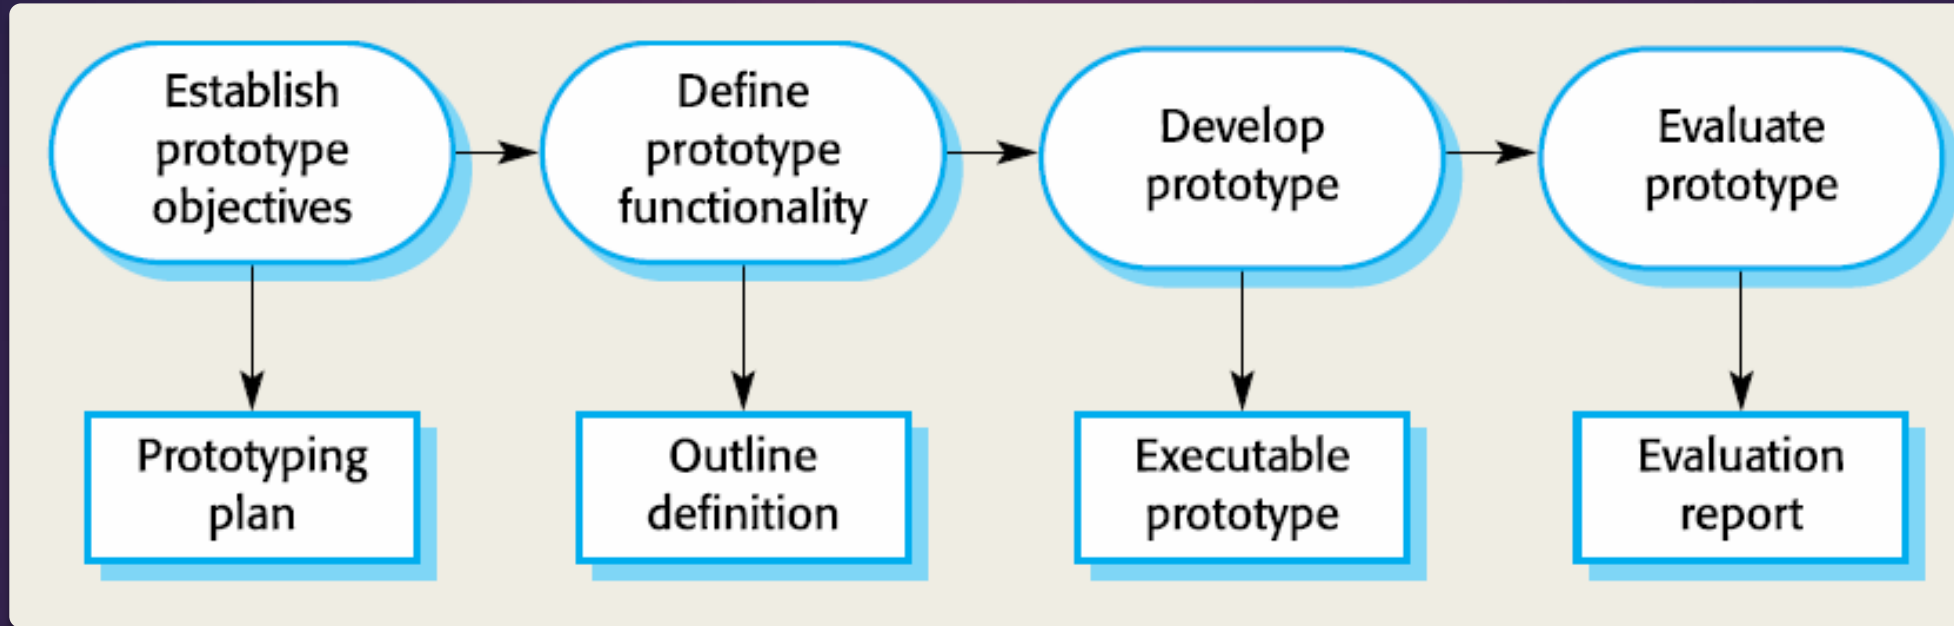 Establish
prototype
objectives
Define
prototype
functionality
Develop
prototype
Evaluate
prototype
Prototyping
plan
Outline
definition
Executable
prototype
Evaluation
report